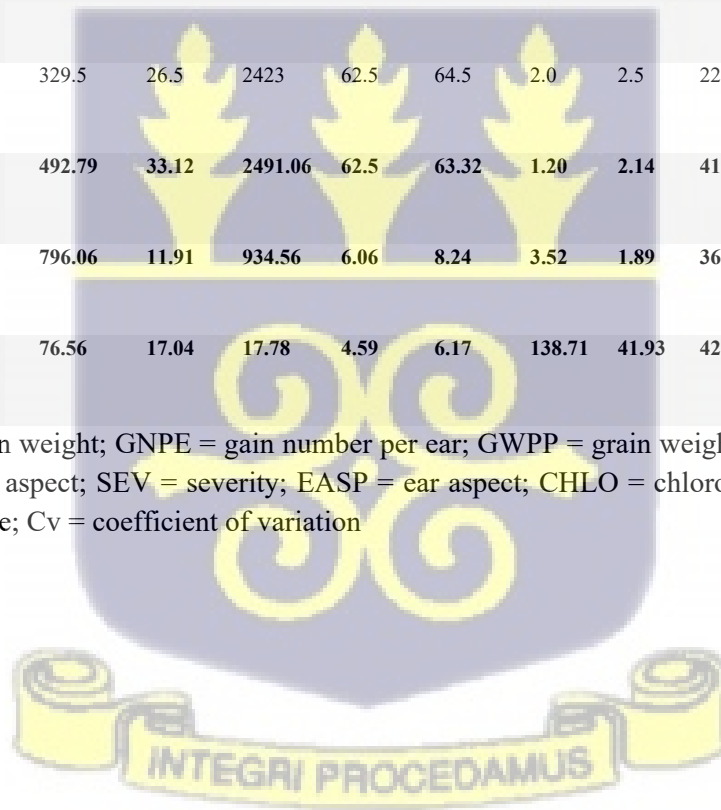 329.5 26.5 2423 62.5 64.5 2.0 2.5 22
492.79 33.12 2491.06 62.5 63.32 1.20 2.14 41
796.06 11.91 934.56 6.06 8.24 3.52 1.89 36
76.56 17.04 17.78 4.59 6.17 138.71 41.93 42
n weight; GNPE = gain number per ear; GWPP = grain weigh
aspect; SEV = severity; EASP = ear aspect; CHLO = chloro
e; Cv = coefficient of variation
INTEGRI PROCEDAMUS